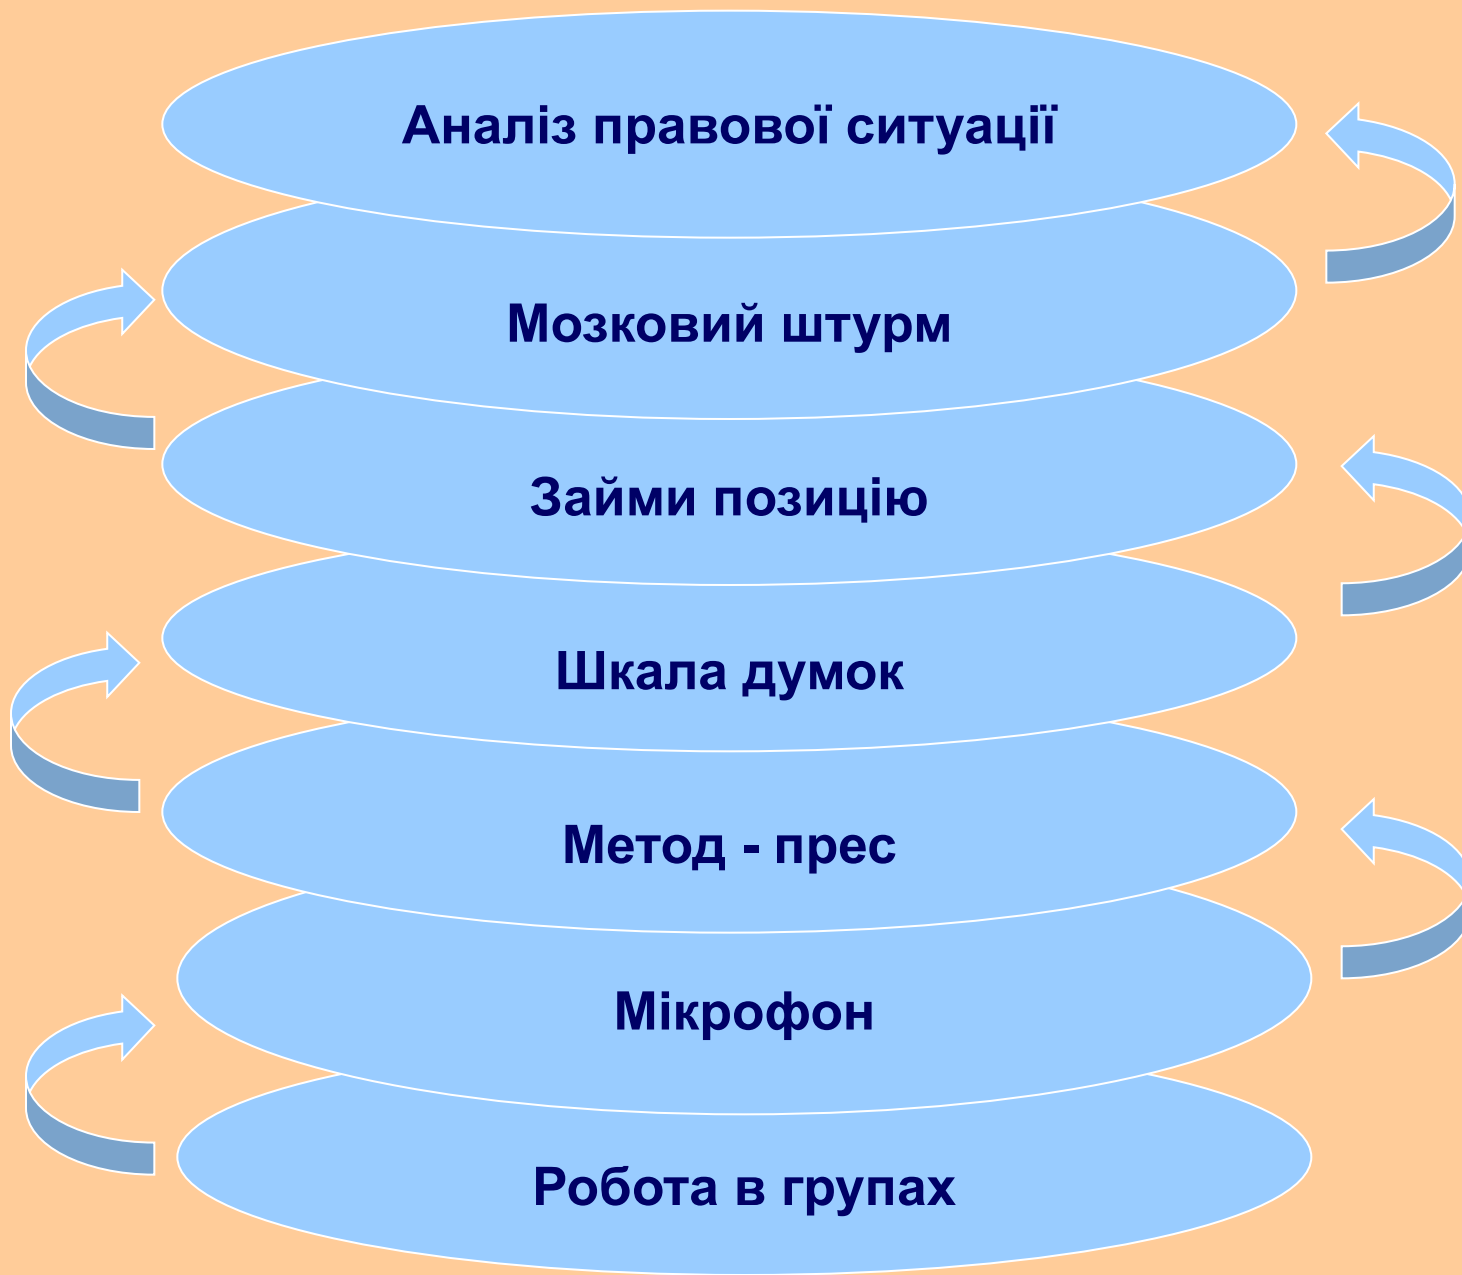 Аналіз правової ситуації
Мозковий штурм
Займи позицію
Шкала думок
Метод - прес
Мікрофон
Робота в групах